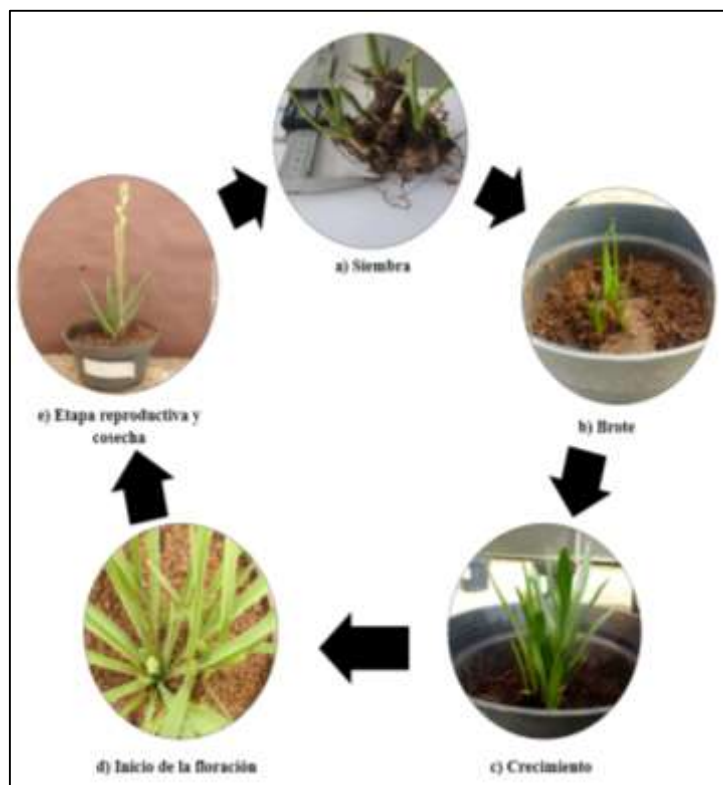 a) Siembra
b) Brote
c) Crecimiento
d) Inicio de la floración
e) Etapa reproductiva y
cosecha